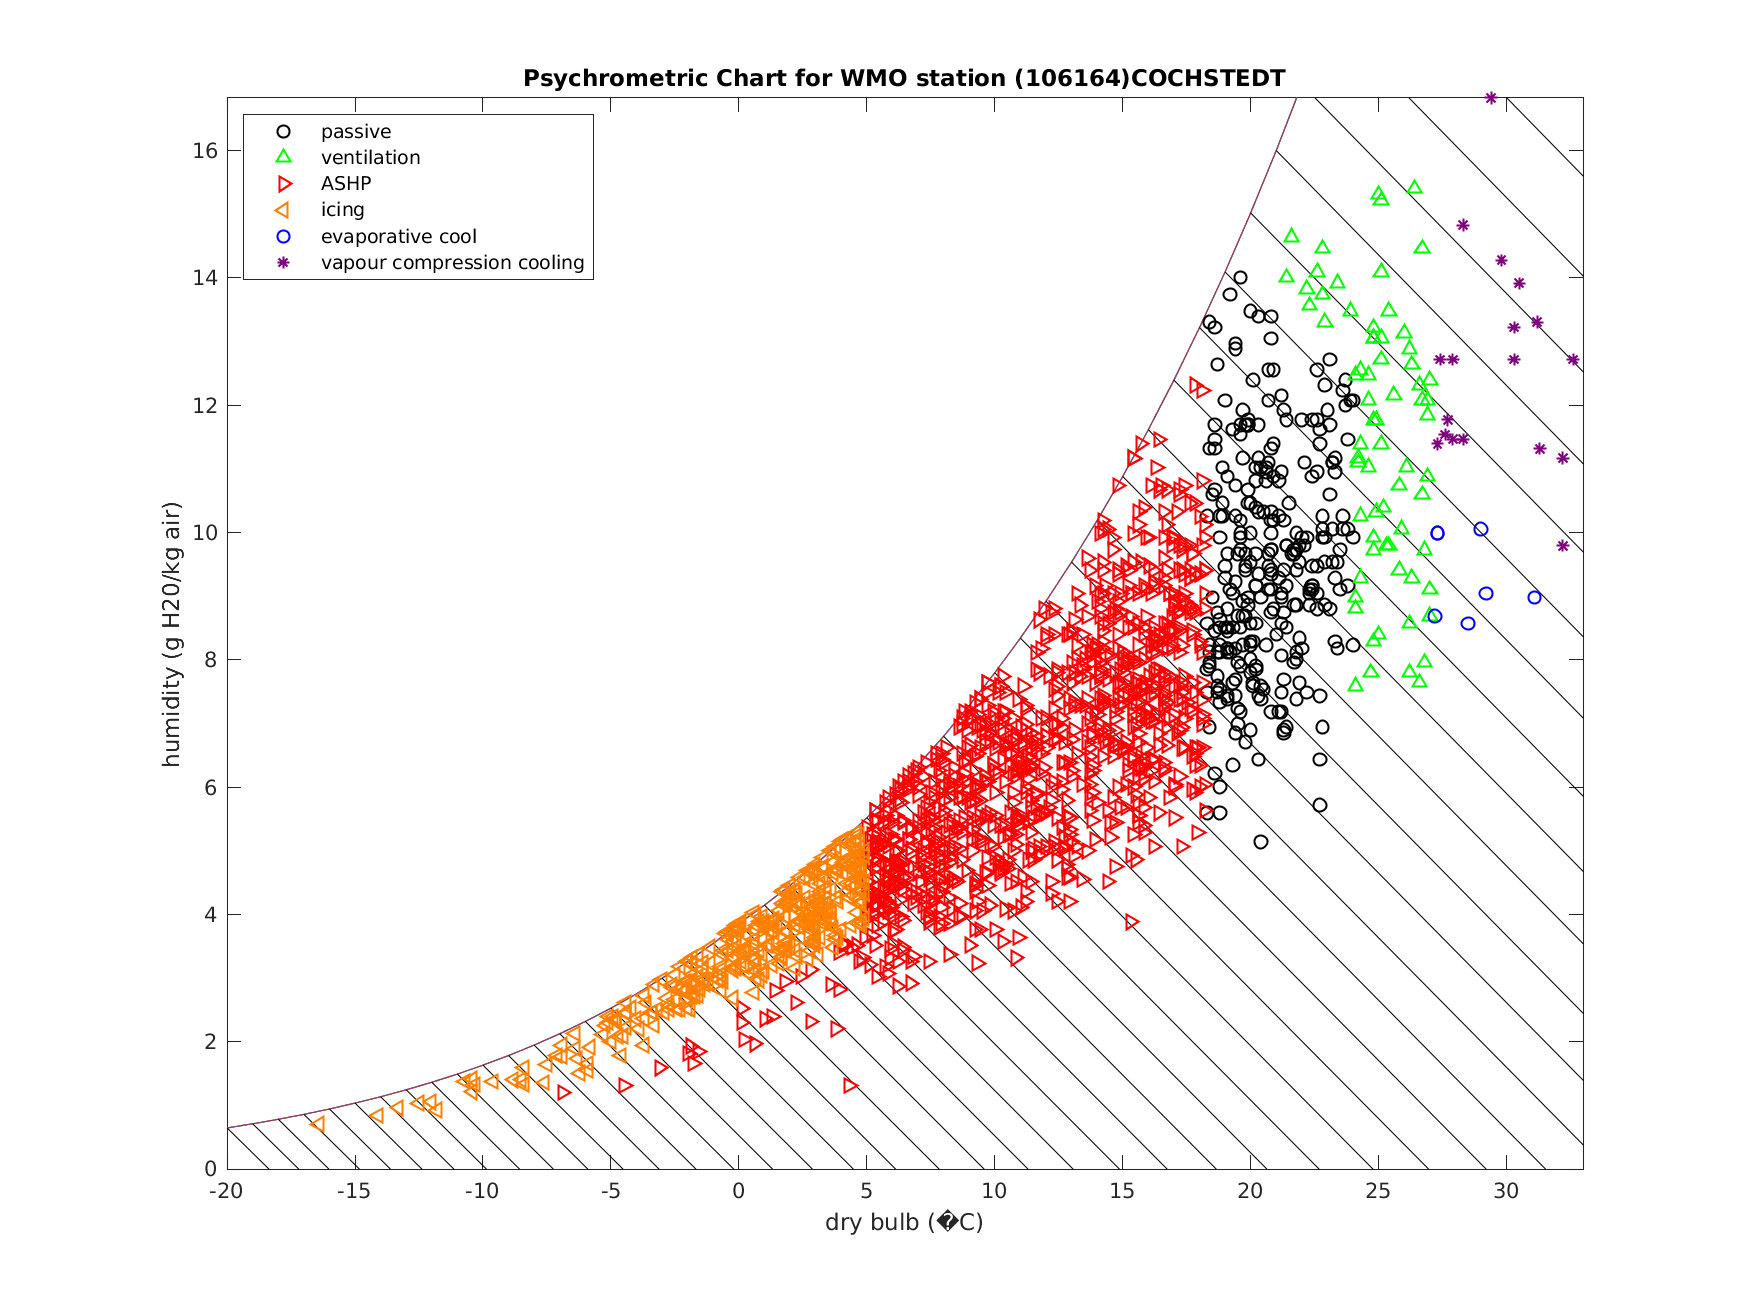 Psychrometric Chart for WMO station (106164)COCHSTEDT
passive
ventilation
ASHP
icing
evaporative cool
vapour compression cooling
humidity (g H20/kg air)
16
14
12
10
8
6
4
2
0
-20 -15 -10 -5 0 5 10 15 20 25 30
dry bulb (�C)